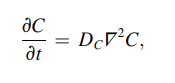 ∂C/∂t = D_C∇²C,